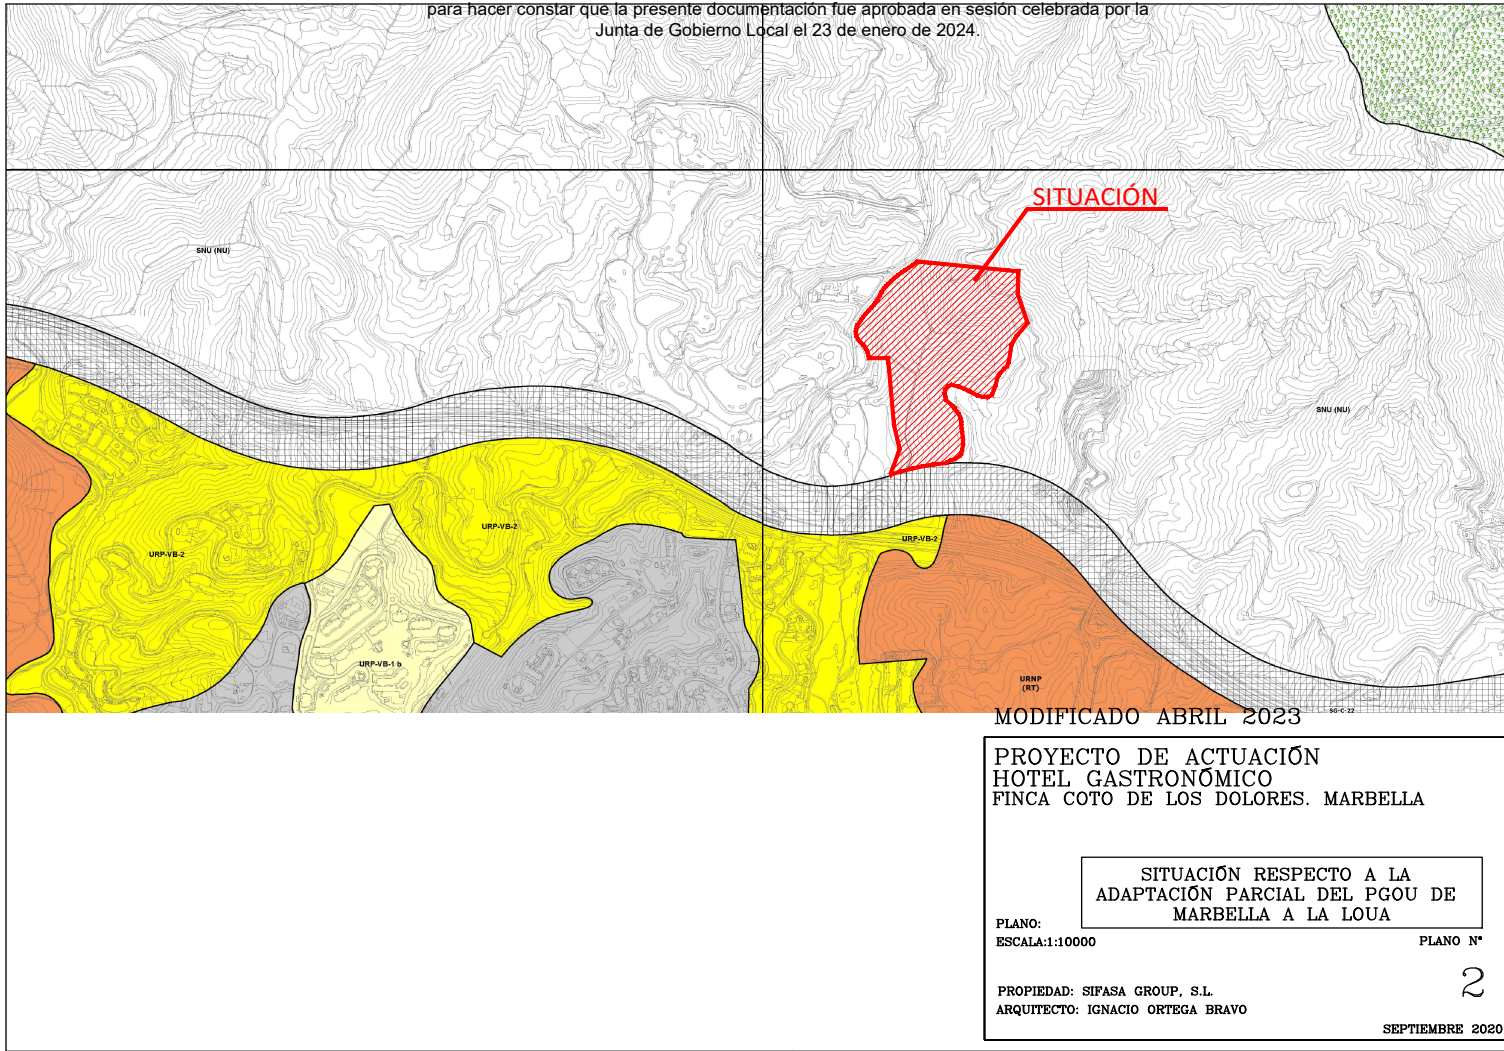 para hacer constar que la presente documentación fue aprobada en sesión celebrada por la
Junta de Gobierno Local el 23 de enero de 2024.
SITUACIÓN
SNU (NU)
SNU (NU)
URP-VB-2
URP-VB-2
URP-VB-2
URP-VB-1 b
URNP
(RT)
SG-C-22
MODIFICADO ABRIL 2023
PROYECTO DE ACTUACIÓN
HOTEL GASTRONÓMICO
FINCA COTO DE LOS DOLORES. MARBELLA
SITUACIÓN RESPECTO A LA
ADAPTACIÓN PARCIAL DEL PGOU DE
MARBELLA A LA LOUA
PLANO:
ESCALA:1:10000
PLANO Nº
2
PROPIEDAD: SIFASA GROUP, S.L.
ARQUITECTO: IGNACIO ORTEGA BRAVO
SEPTIEMBRE 2020